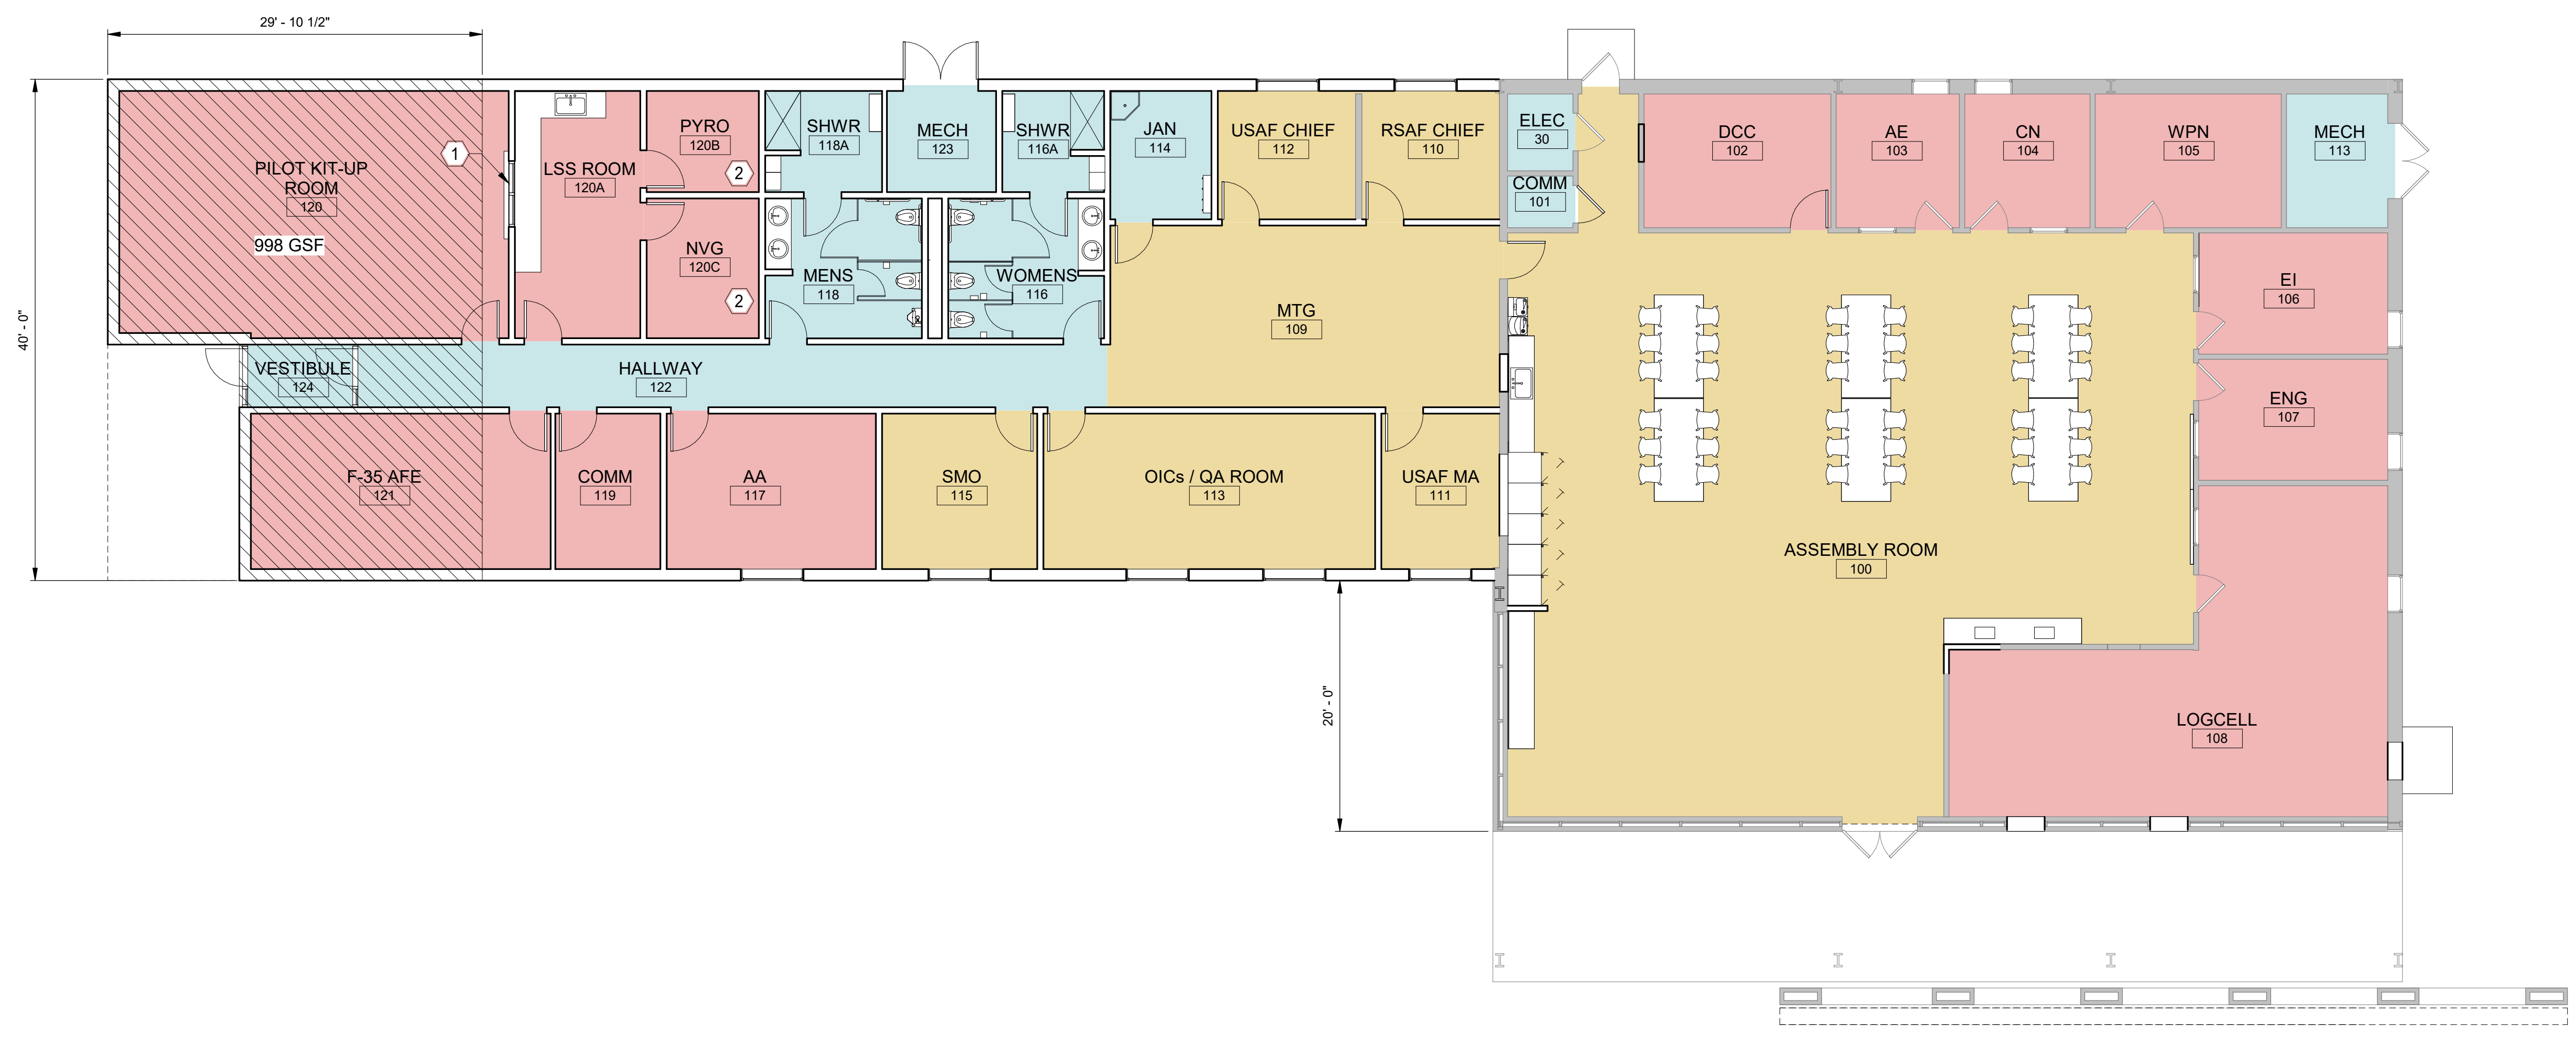 29' - 10 1/2"
40' - 0"
20' - 0"
PILOT KIT-UP
ROOM
120
998 GSF
1
LSS ROOM
120A
PYRO
120B
2
NVG
120C
2
SHWR
118A
MECH
123
SHWR
116A
JAN
114
USAF CHIEF
112
RSAF CHIEF
110
ELEC
30
COMM
101
DCC
102
AE
103
CN
104
WPN
105
MECH
113
MENS
118
WOMENS
116
MTG
109
EI
106
VESTIBULE
124
HALLWAY
122
ENG
107
F-35 AFE
121
COMM
119
AA
117
SMO
115
OICs / QA ROOM
113
USAF MA
111
ASSEMBLY ROOM
100
LOGCELL
108